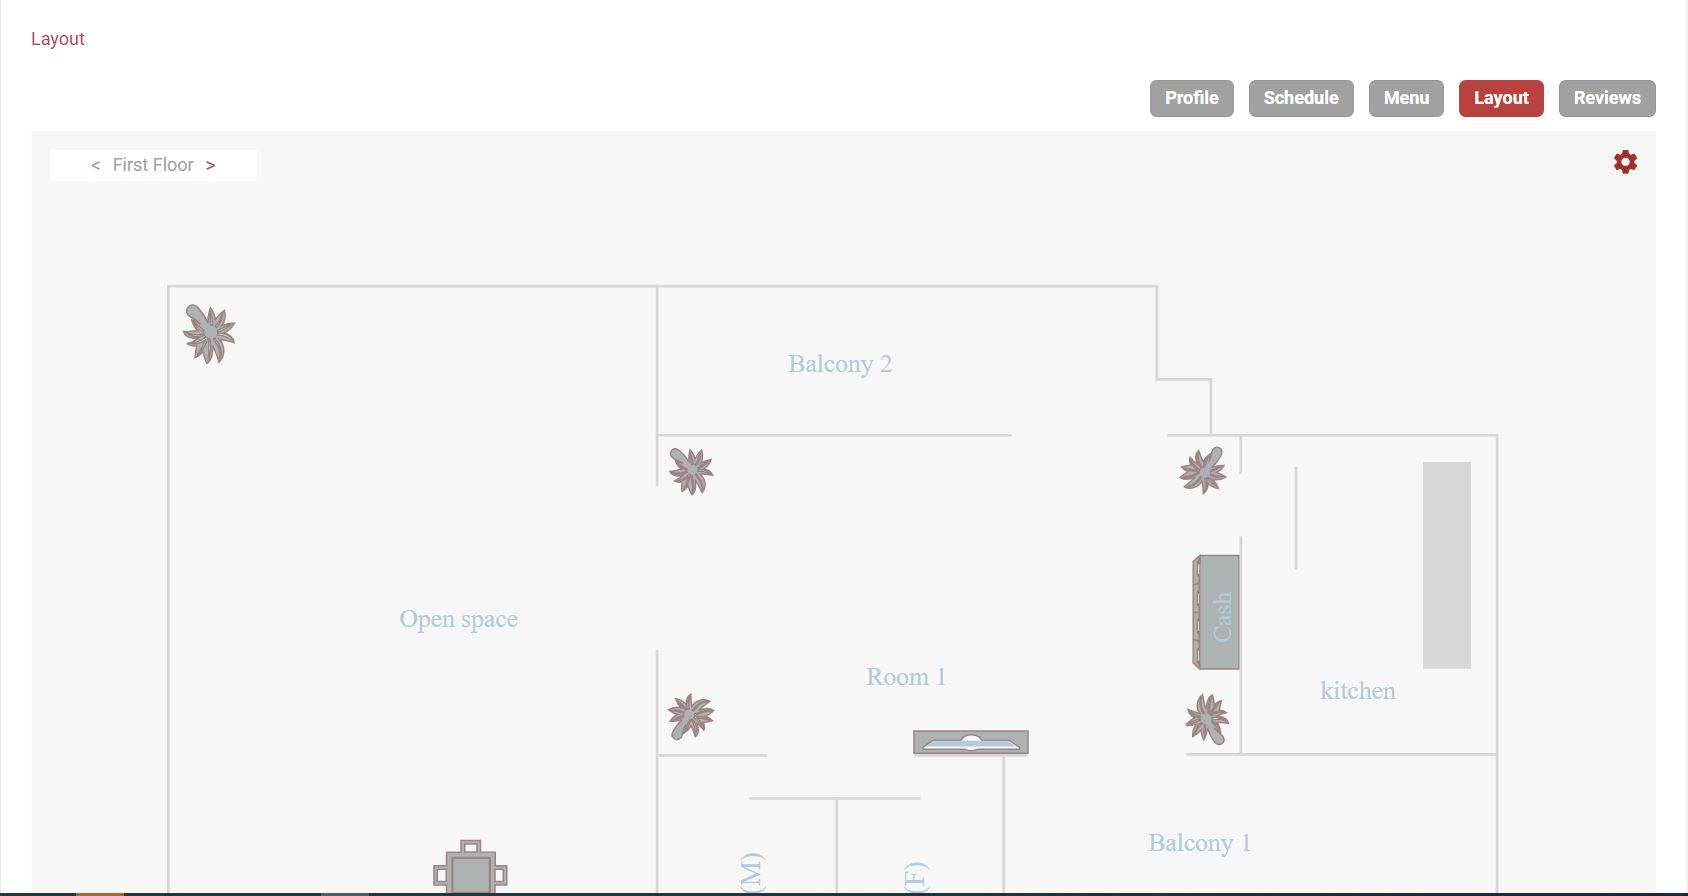 Layout
Profile
Schedule
Menu
Layout
Reviews
< First Floor >
Balcony 2
Open space
Cash
Room 1
kitchen
Balcony 1
(M)
(F)